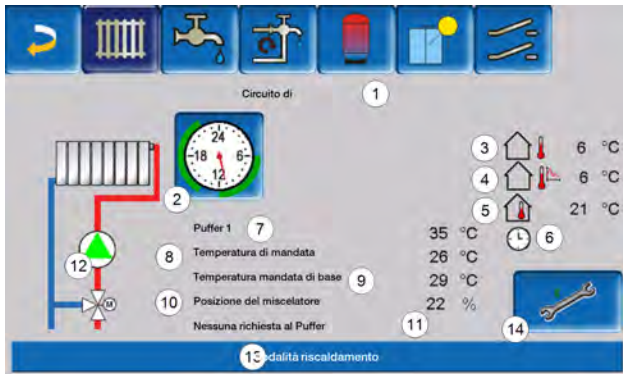 Circuito di 1
24
18 6
12
2
3 6 °C
4 6 °C
5 21 °C
6
Puffer 1 7
35 °C
8 Temperatura di mandata 26 °C
Temperatura mandata di base 9 29 °C
10 Posizione del miscelatore 22 %
Nessuna richiesta al Puffer 11
12
M
14
13 odalità riscaldamento